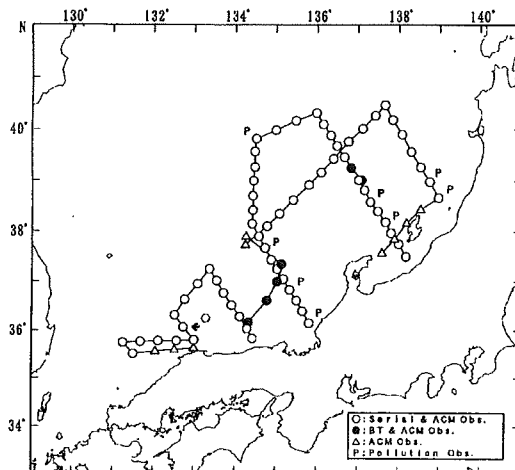 N 130° 132° 134° 136° 138° 140°
40°
38°
36°
34°
P
P
P
P
P
P
P
P
○:Serial & ACM Obs.
●:BT & ACM Obs.
△:ACM Obs.
P:Pollution Obs.